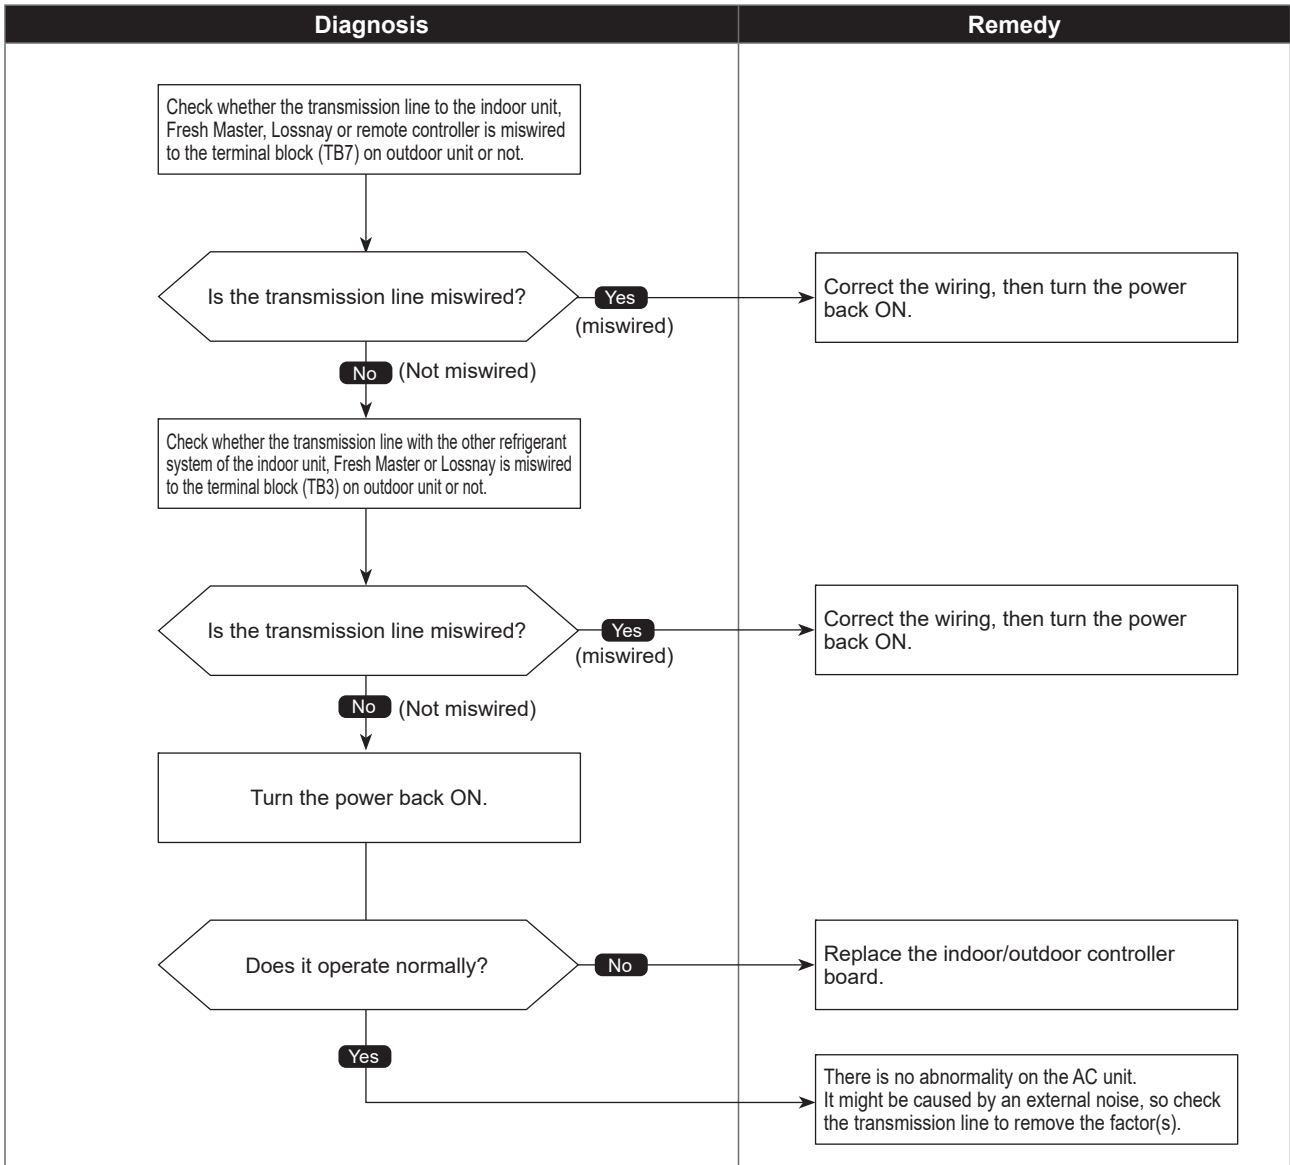 Diagnosis
Remedy
Check whether the transmission line to the indoor unit,
Fresh Master, Lossnay or remote controller is miswired
to the terminal block (TB7) on outdoor unit or not.
Is the transmission line miswired?
Yes
(miswired)
Correct the wiring, then turn the power
back ON.
No (Not miswired)
Check whether the transmission line with the other refrigerant
system of the indoor unit, Fresh Master or Lossnay is miswired
to the terminal block (TB3) on outdoor unit or not.
Is the transmission line miswired?
Yes
(miswired)
Correct the wiring, then turn the power
back ON.
No (Not miswired)
Turn the power back ON.
Does it operate normally?
No
Replace the indoor/outdoor controller
board.
Yes
There is no abnormality on the AC unit.
It might be caused by an external noise, so check
the transmission line to remove the factor(s).